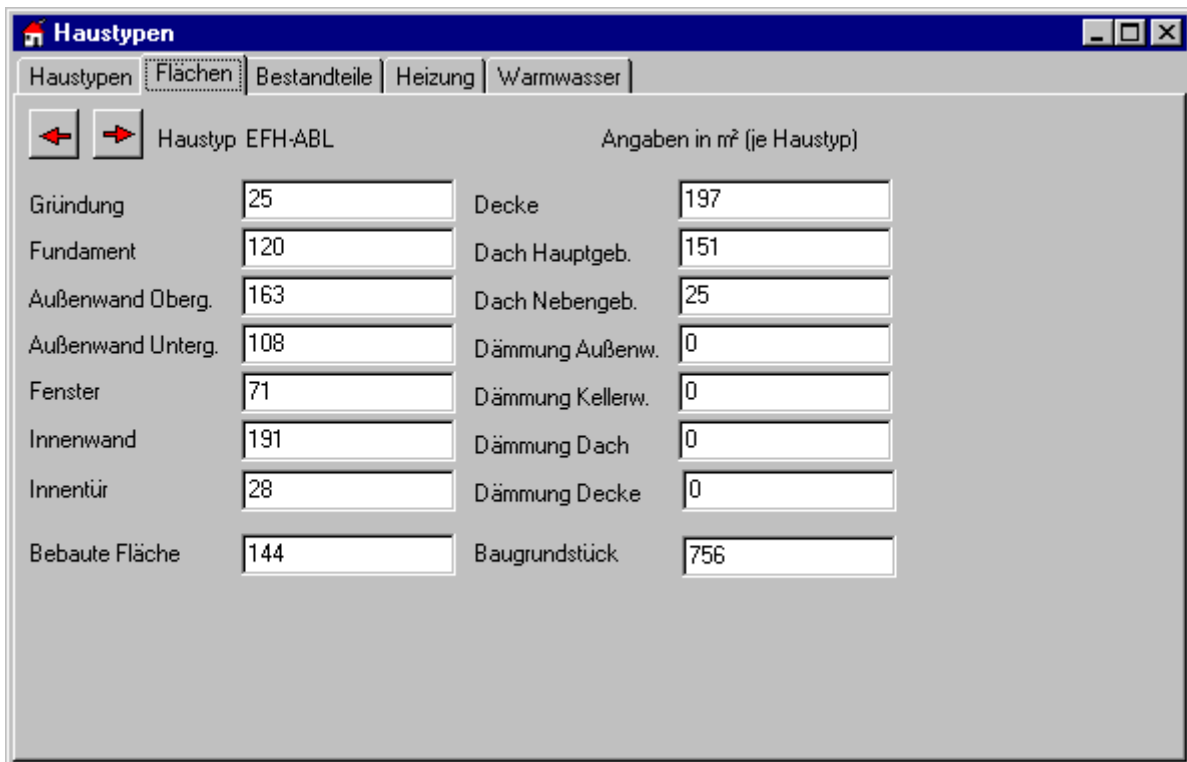 Haustypen
Haustypen Flächen Bestandteile Heizung Warmwasser
Haustyp EFH-ABL Angaben in m² (je Haustyp)
Gründung 25 Decke 197
Fundament 120 Dach Hauptgeb. 151
Außenwand Oberg. 163 Dach Nebengeb. 25
Außenwand Unterg. 108 Dämmung Außenw. 0
Fenster 71 Dämmung Kellerw. 0
Innenwand 191 Dämmung Dach 0
Innentür 28 Dämmung Decke 0
Bebaute Fläche 144 Baugrundstück 756